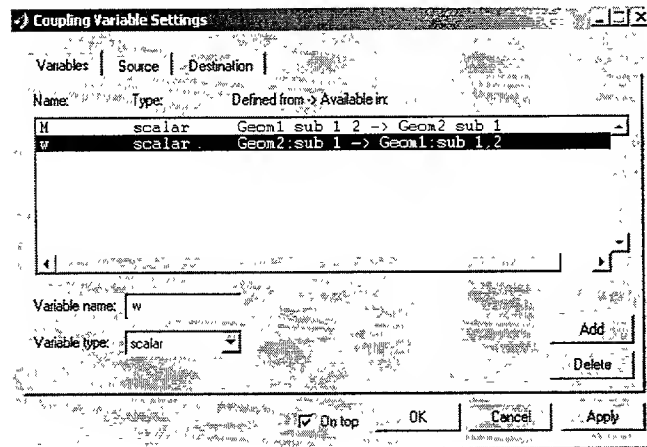 Coupling Variable Settings
Variables Source Destination
Name: Type: Defined from -> Available in:
M scalar Geom1 sub 1 2 -> Geom2 sub 1
w scalar Geom2:sub 1 -> Geom1:sub 1,2
Variable name: w
Variable type: scalar
Add
Delete
On top OK Cancel Apply